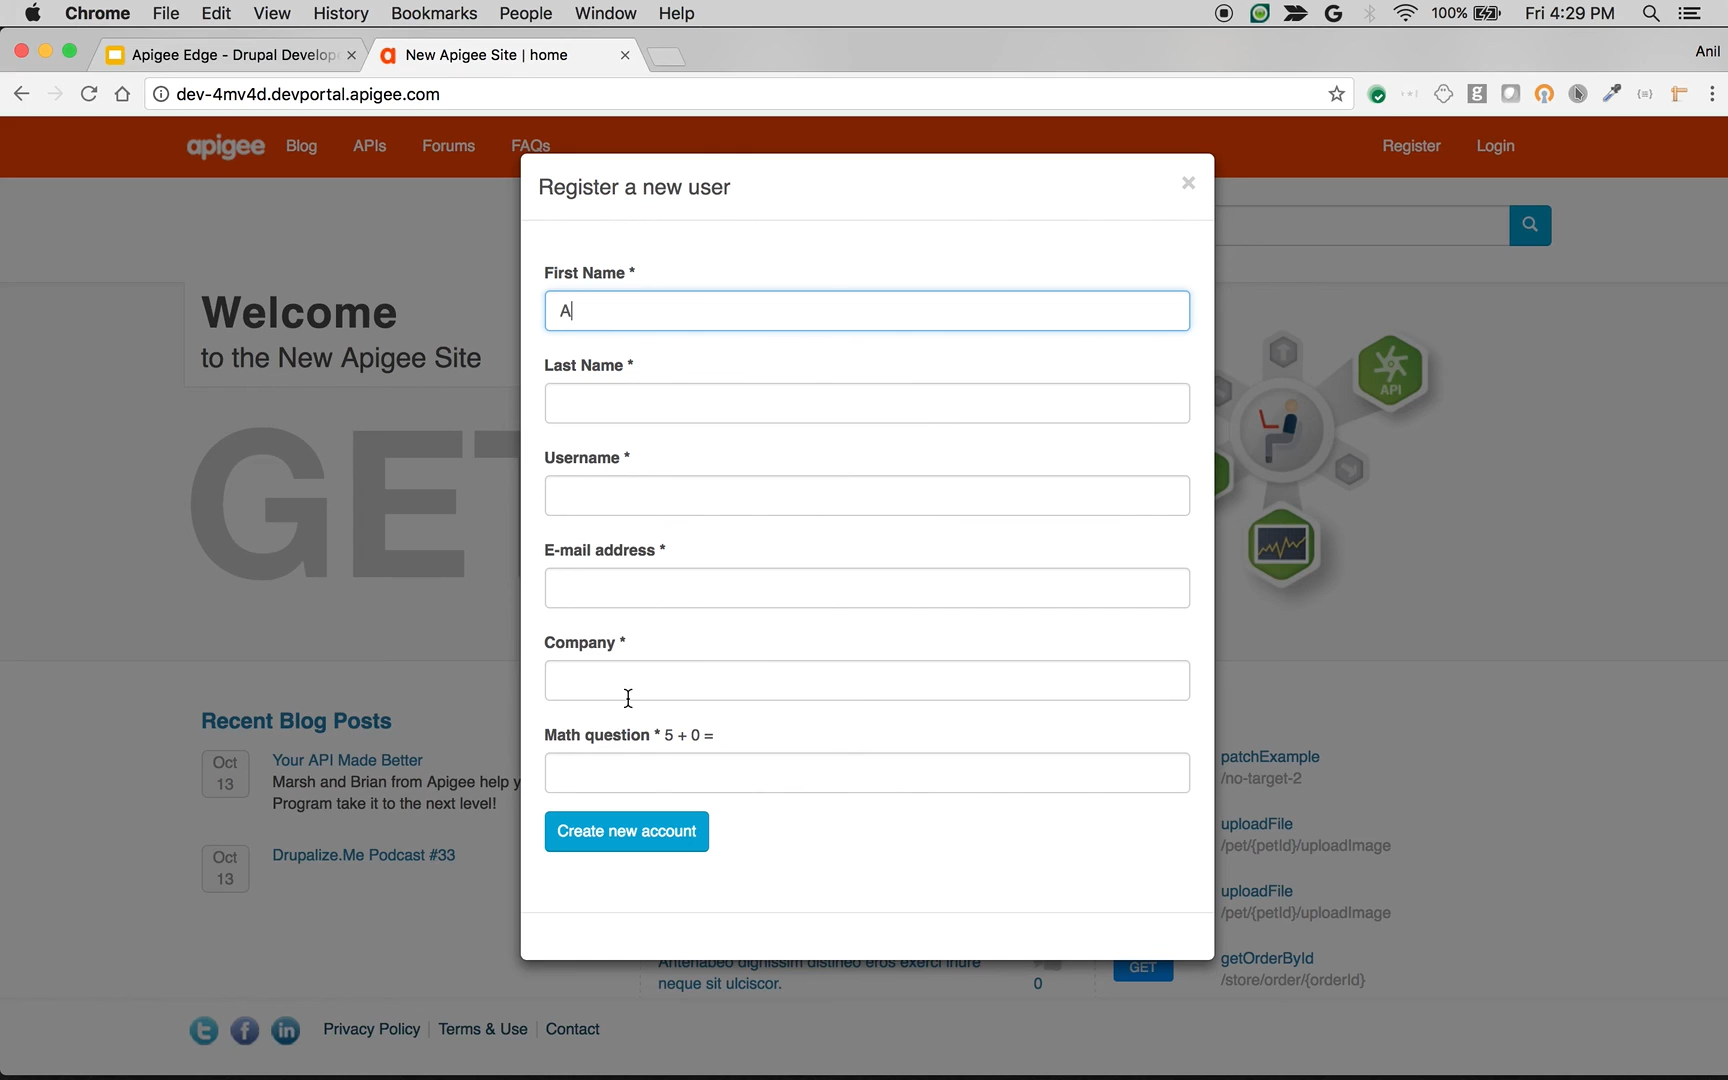 Chrome File Edit View History Bookmarks People Window Help 100% Fri 4:29 PM
Apigee Edge - Drupal Develop
New Apigee Site | home
Anil
dev-4mv4d.devportal.apigee.com
apigee Blog APIs Forums FAQs Register Login
Register a new user
×
First Name *
A
Last Name *
Username *
E-mail address *
Company *
Math question * 5 + 0 =
Create new account
Welcome
to the New Apigee Site
GET
API
Recent Blog Posts
Oct
13
Your API Made Better
Marsh and Brian from Apigee help y
Program take it to the next level!
Oct
13
Drupalize.Me Podcast #33
neque sit ulciscor.
0
patchExample
/no-target-2
uploadFile
/pet/{petId}/uploadImage
uploadFile
/pet/{petId}/uploadImage
GET
getOrderById
/store/order/{orderId}
Privacy Policy | Terms & Use | Contact